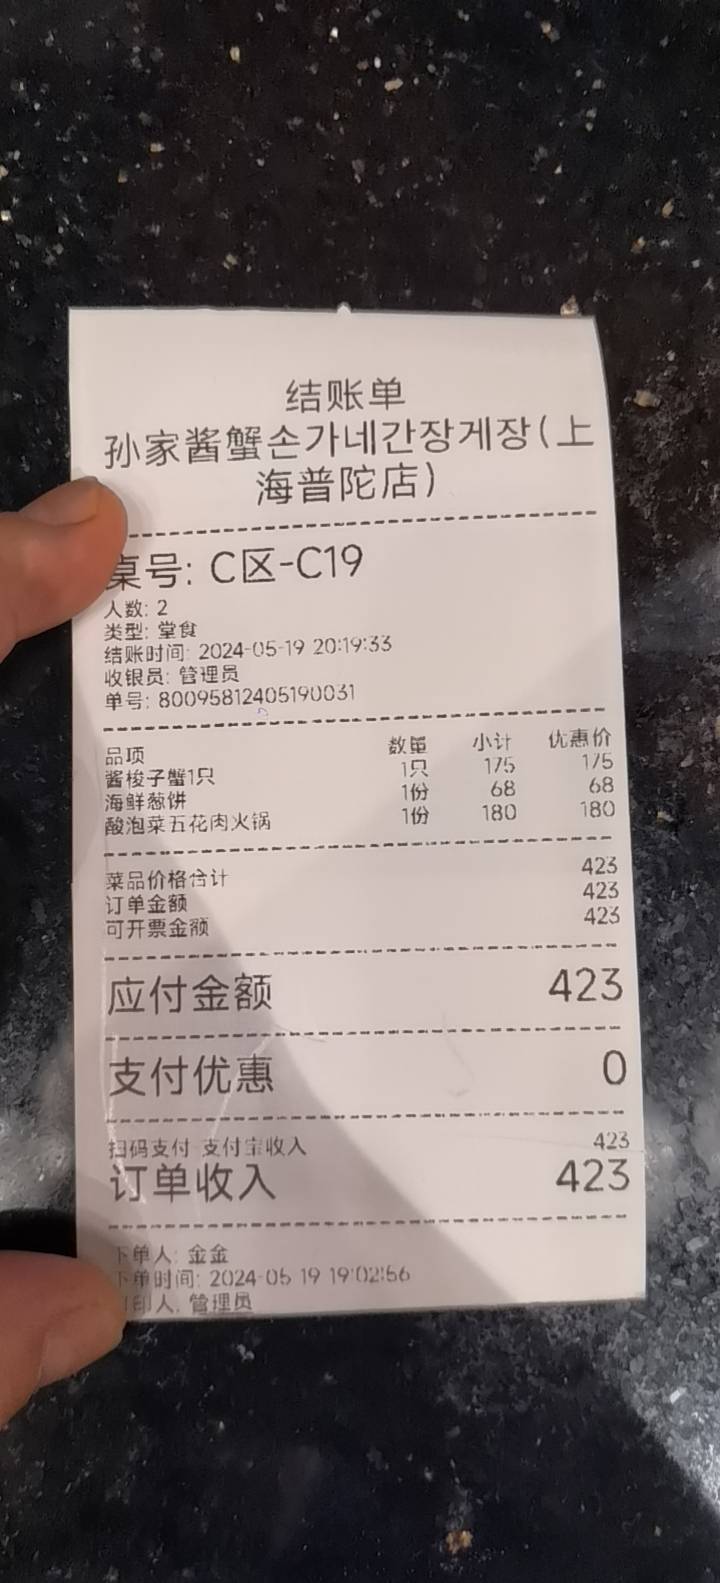 结账单
孙家酱蟹손가네간장게장(上
海普陀店)
桌号: C区-C19
人数: 2
类型: 堂食
结账时间: 2024-05-19 20:19:33
收银员: 管理员
单号: 80095812405190031
品项 数量 小计 优惠价
酱梭子蟹1只 1只 175 175
海鲜葱饼 1份 68 68
酸泡菜五花肉火锅 1份 180 180
菜品价格合计 423
订单金额 423
可开票金额 423
应付金额 423
支付优惠 0
扫码支付 支付宝收入 423
订单收入 423
下单人: 金金
下单时间: 2024-05-19 19:02:56
印人: 管理员